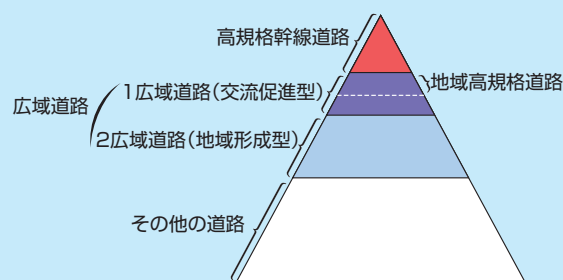 高規格幹線道路
地域高規格道路
広域道路
1広域道路(交流促進型)
2広域道路(地域形成型)
その他の道路